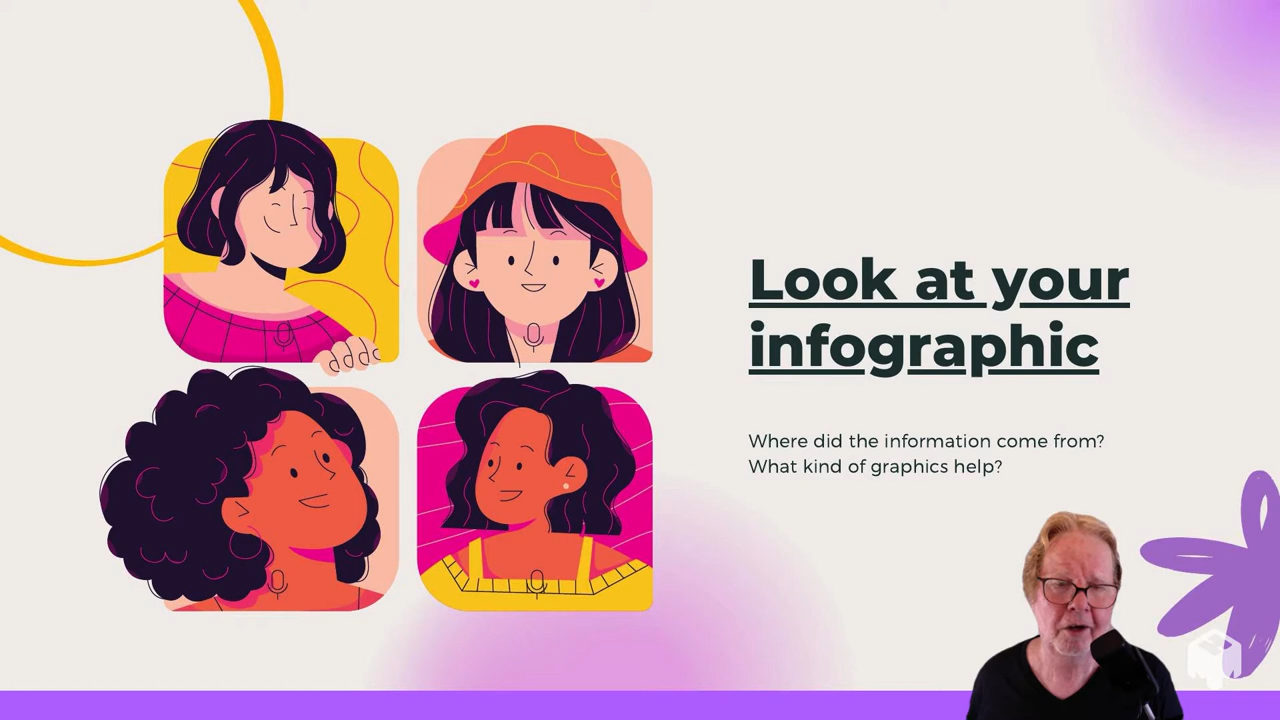 Look at your
infographic
Where did the information come from?
What kind of graphics help?